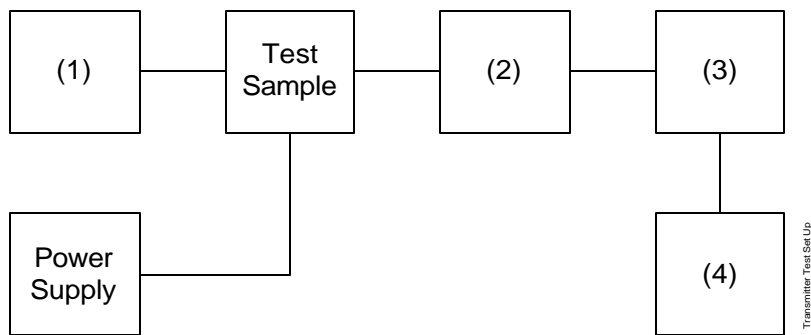 (1)
Test
Sample
(2)
(3)
Power
Supply
(4)
Transmitter Test Set Up